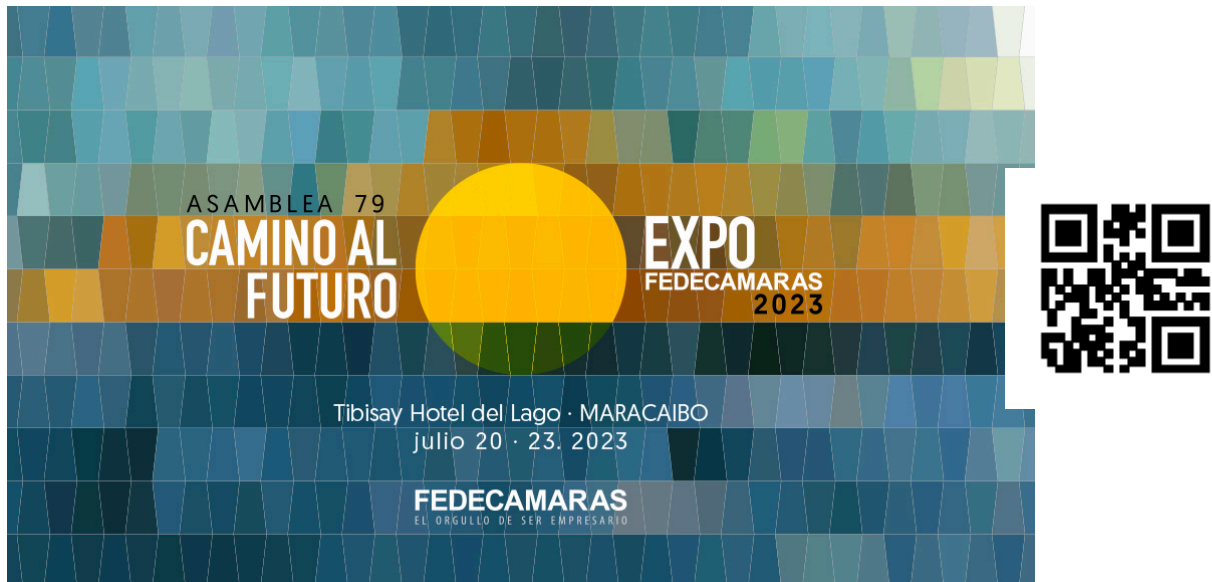 ASAMBLEA 79
CAMINO AL
FUTURO
EXPO
FEDECAMARAS
2023
Tibisay Hotel del Lago · MARACAIBO
julio 20 · 23. 2023
FEDECAMARAS
EL ORGULLO DE SER EMPRESARIO